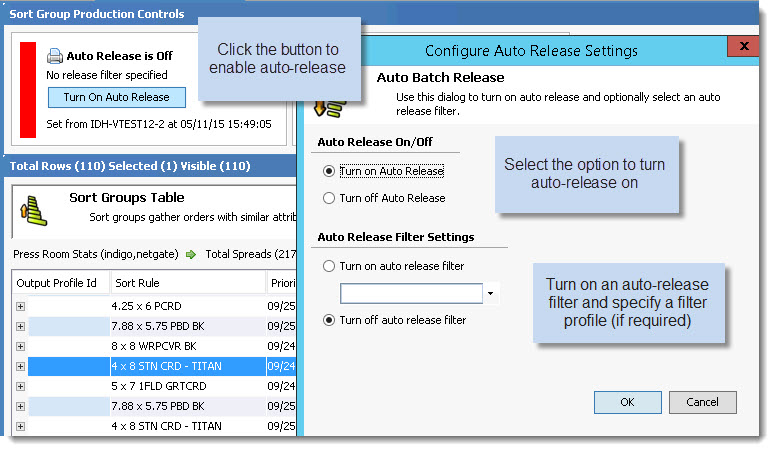 Sort Group Production Controls
Auto Release is Off
No release filter specified
Turn On Auto Release
Set from IDH-VTEST12-2 at 05/11/15 15:49:05
Click the button to
enable auto-release
Total Rows (110) Selected (1) Visible (110)
Sort Groups Table
Sort groups gather orders with similar attrib
Press Room Stats (indigo,netgate)
Total Spreads (217
Output Profile Id
Sort Rule
Priori
4.25 x 6 PCRD
09/25
7.88 x 5.75 PBD BK
09/25
8 x 8 WRPCVR BK
09/25
4 x 8 STN CRD - TITAN
09/24
5 x 7 1FLD GRTCRD
09/24
7.88 x 5.75 PBD BK
09/25
4 x 8 STN CRD - TITAN
09/24
Configure Auto Release Settings
x
Auto Batch Release
Use this dialog to turn on auto release and optionally select an auto
release filter.
Auto Release On/Off
Turn on Auto Release
Turn off Auto Release
Select the option to turn
auto-release on
Auto Release Filter Settings
Turn on auto release filter
Turn off auto release filter
Turn on an auto-release
filter and specify a filter
profile (if required)
OK
Cancel